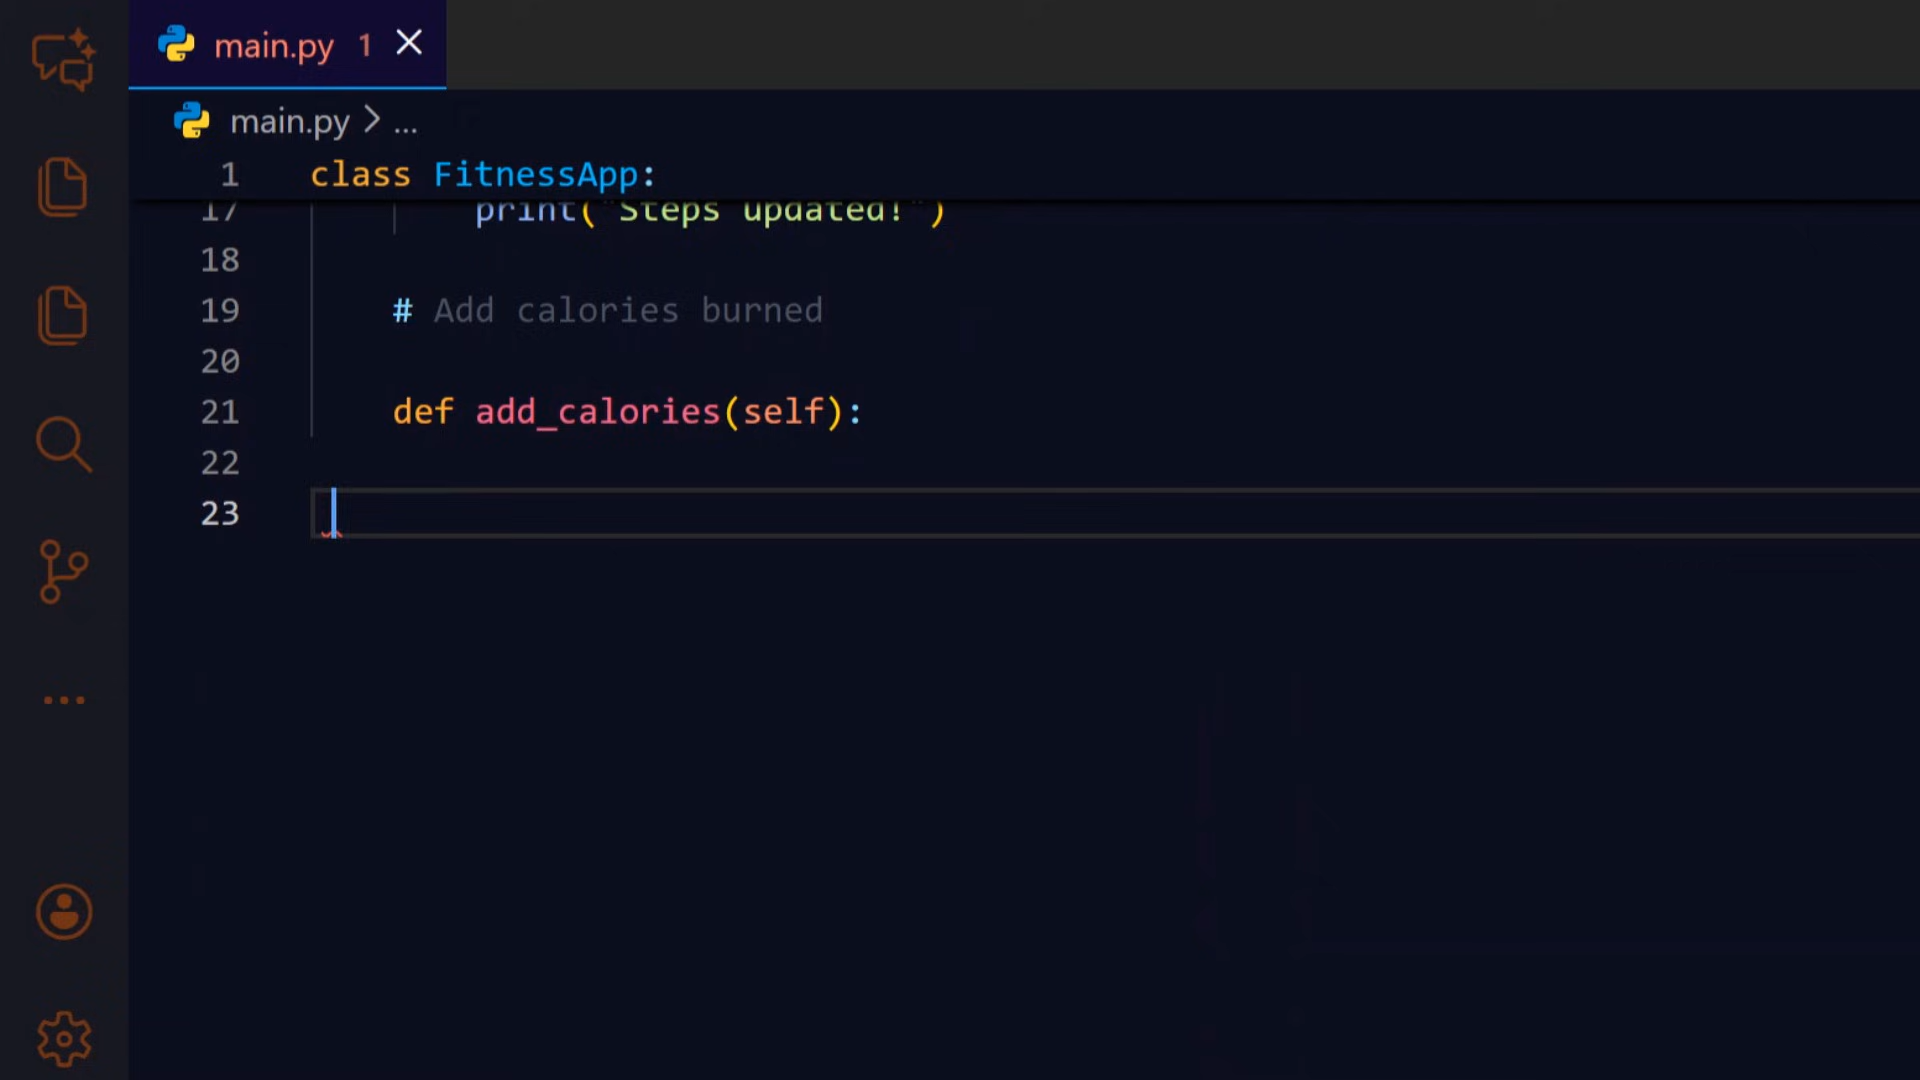 main.py 1
main.py > ...
1 class FitnessApp:
17 print("Steps updated!")
18
19 # Add calories burned
20
21 def add_calories(self):
22
23